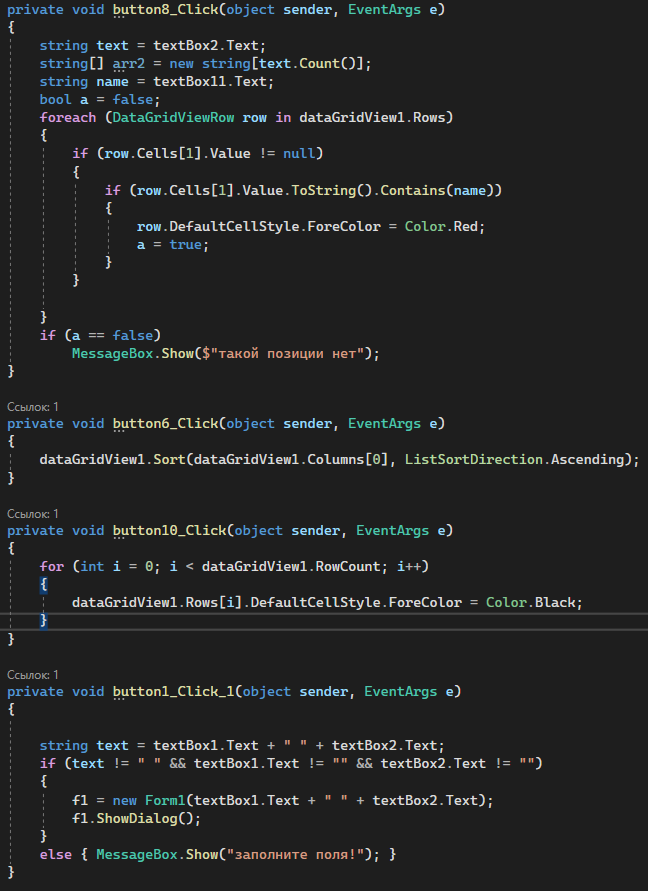 private void button8_Click(object sender, EventArgs e)
{
    string text = textBox2.Text;
    string[] arr2 = new string[text.Count()];
    string name = textBox11.Text;
    bool a = false;
    foreach (DataGridViewRow row in dataGridView1.Rows)
    {
        if (row.Cells[1].Value != null)
        {
            if (row.Cells[1].Value.ToString().Contains(name))
            {
                row.DefaultCellStyle.ForeColor = Color.Red;
                a = true;
            }
        }
    }
    if (a == false)
        MessageBox.Show($"такой позиции нет");
}
Ссылок: 1
private void button6_Click(object sender, EventArgs e)
{
    dataGridView1.Sort(dataGridView1.Columns[0], ListSortDirection.Ascending);
}
Ссылок: 1
private void button10_Click(object sender, EventArgs e)
{
    for (int i = 0; i < dataGridView1.RowCount; i++)
    {
        dataGridView1.Rows[i].DefaultCellStyle.ForeColor = Color.Black;
    }
}
Ссылок: 1
private void button1_Click_1(object sender, EventArgs e)
{
    string text = textBox1.Text + " " + textBox2.Text;
    if (text != " " && textBox1.Text != "" && textBox2.Text != "")
    {
        f1 = new Form1(textBox1.Text + " " + textBox2.Text);
        f1.ShowDialog();
    }
    else { MessageBox.Show("заполните поля!"); }
}